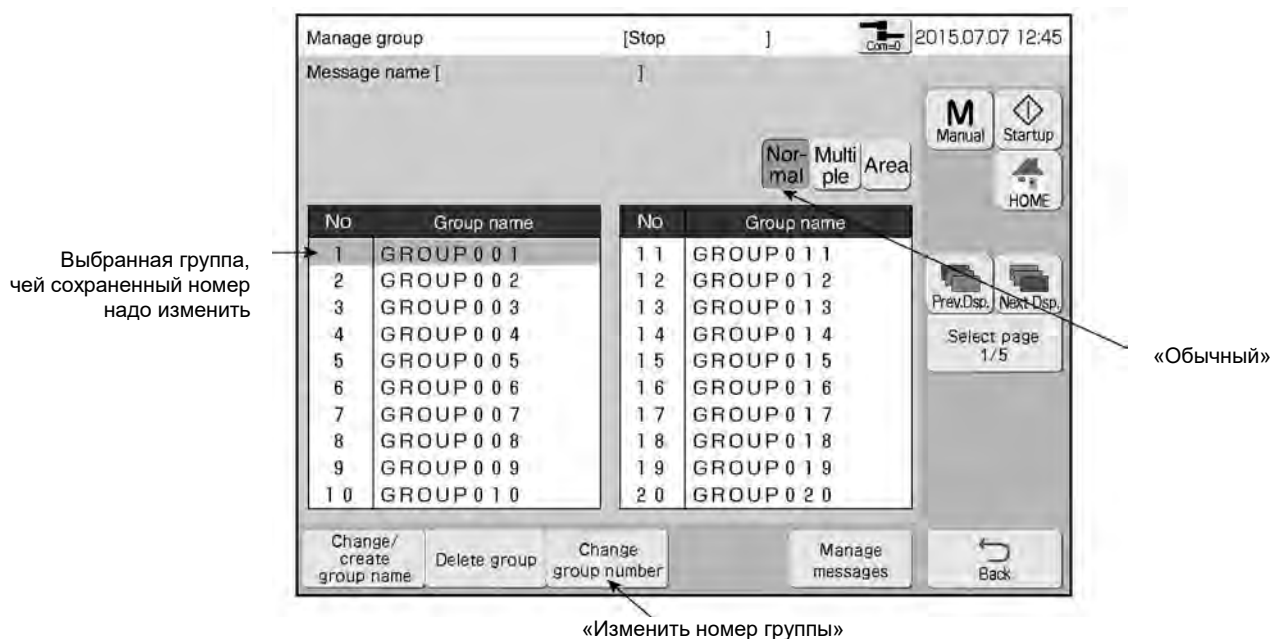 Manage group [Stop ] Com=0 2015.07.07 12:45
Message name [ ]
M
Manual
Startup
Nor-
mal
Multi
ple
Area
HOME
No Group name
1 GROUP001
2 GROUP002
3 GROUP003
4 GROUP004
5 GROUP005
6 GROUP006
7 GROUP007
8 GROUP008
9 GROUP009
10 GROUP010
No Group name
11 GROUP011
12 GROUP012
13 GROUP013
14 GROUP014
15 GROUP015
16 GROUP016
17 GROUP017
18 GROUP018
19 GROUP019
20 GROUP020
Выбранная группа,
чей сохраненный номер
надо изменить
Prev.Dsp.
Next Dsp.
Select page
1/5
«Обычный»
Change/
create
group name
Delete group
Change
group number
Manage
messages
Back
«Изменить номер группы»